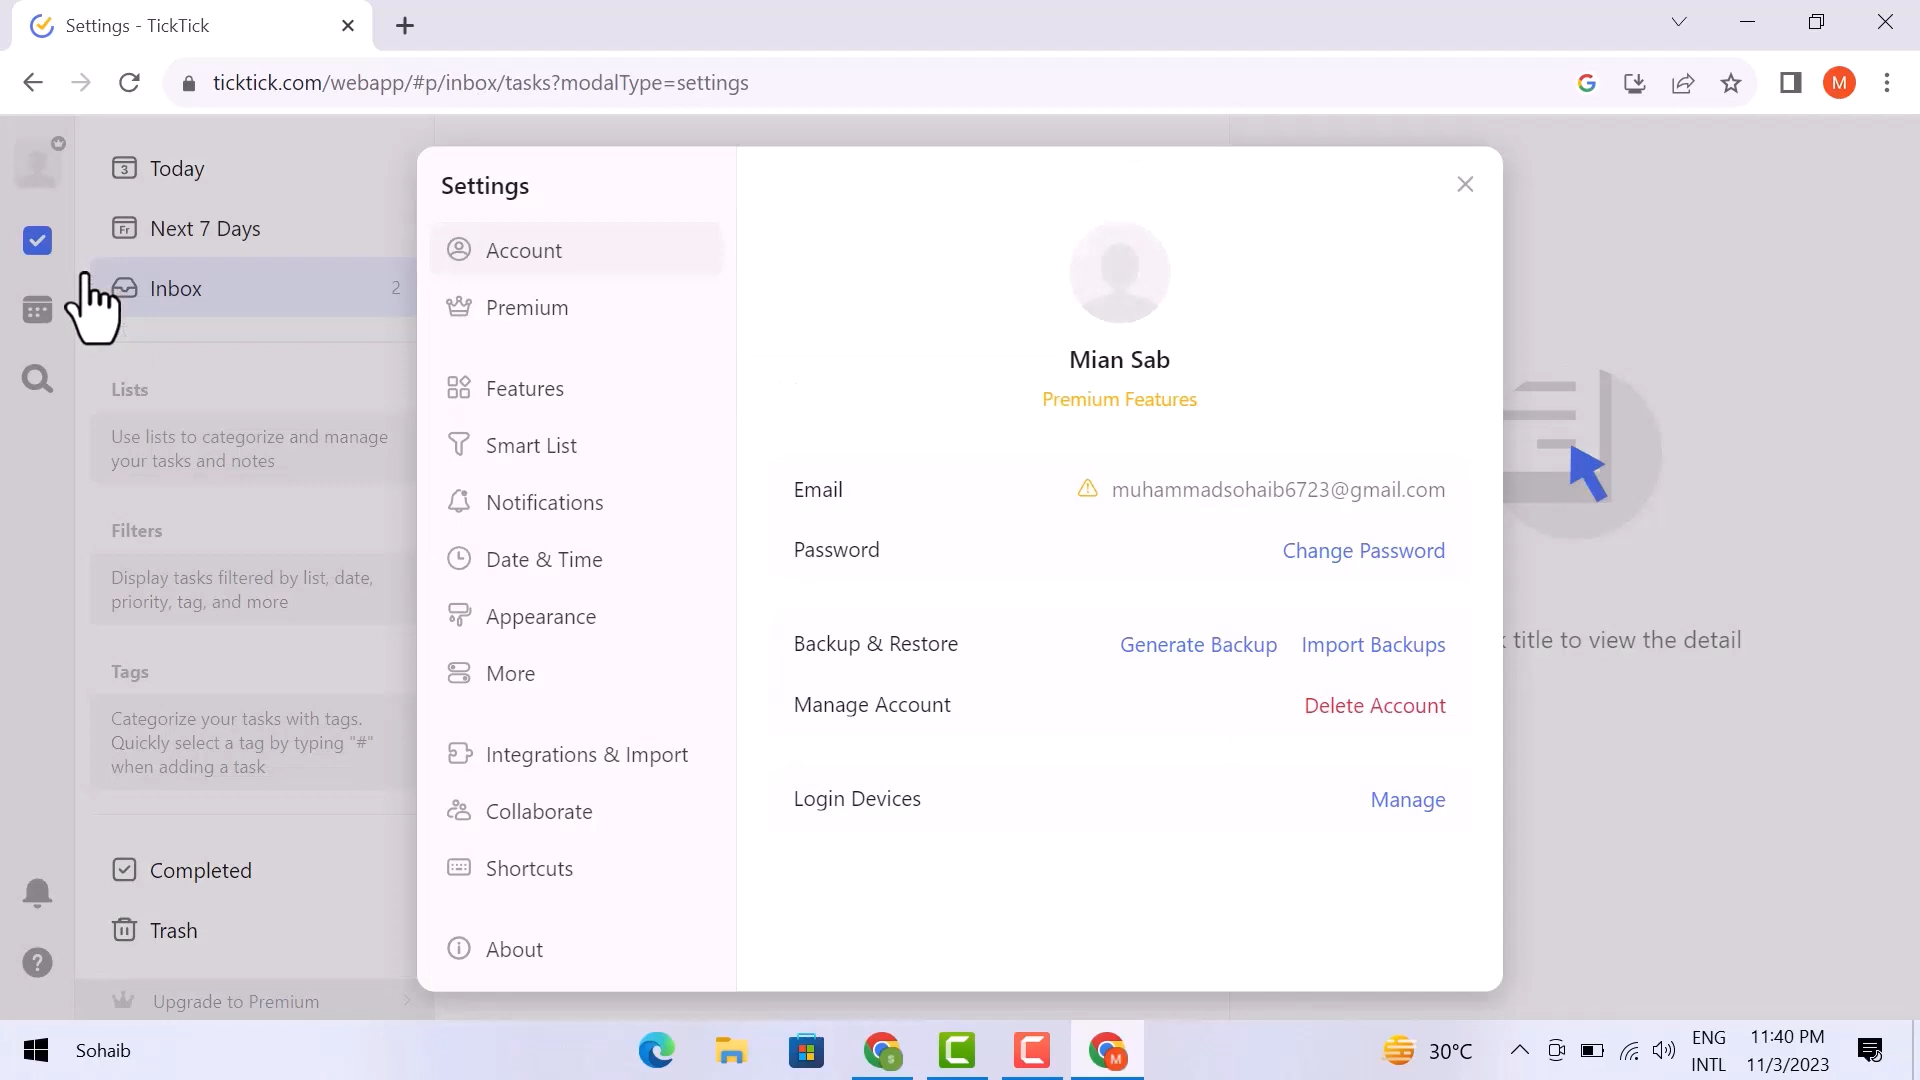 Settings - TickTick
ticktick.com/webapp/#p/inbox/tasks?modalType=settings
M
3
Today
Fr
Next 7 Days
Inbox
2
Lists
Use lists to categorize and manage
your tasks and notes
Filters
Display tasks filtered by list, date,
priority, tag, and more
Tags
Categorize your tasks with tags.
Quickly select a tag by typing "#"
when adding a task
Completed
Trash
Upgrade to Premium
Settings
Account
Premium
Features
Smart List
Notifications
Date & Time
Appearance
More
Integrations & Import
Collaborate
Shortcuts
About
Mian Sab
Premium Features
Email
muhammadsohaib6723@gmail.com
Password
Change Password
Backup & Restore
Generate Backup
Import Backups
Manage Account
Delete Account
Login Devices
Manage
title to view the detail
Sohaib
S
M
30°C
ENG
INTL
11:40 PM
11/3/2023